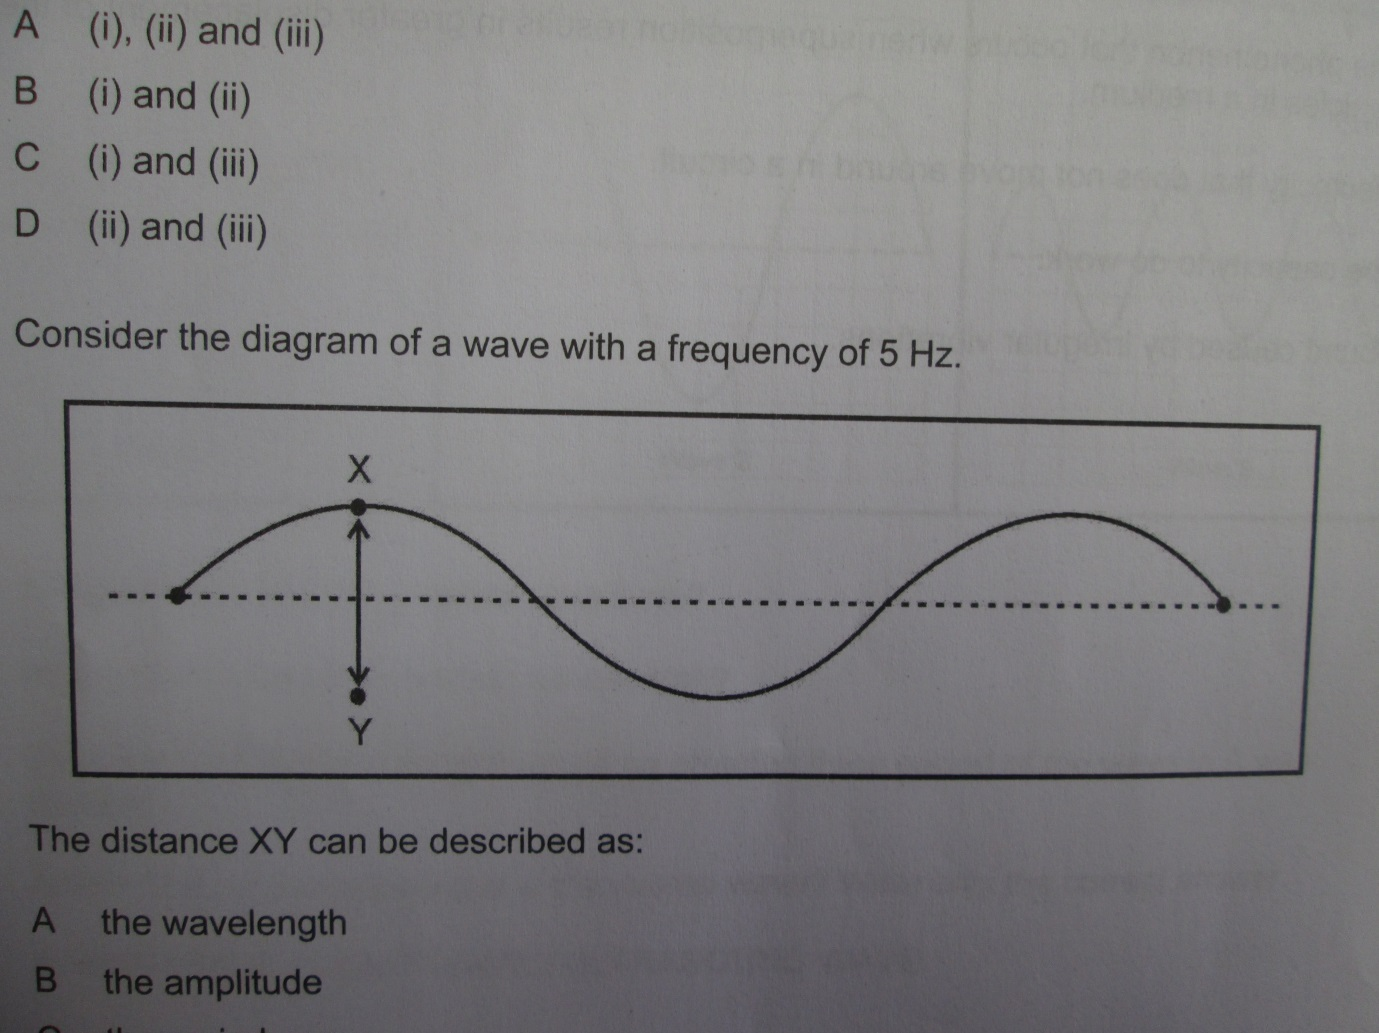 A (i), (ii) and (iii)
B (i) and (ii)
C (i) and (iii)
D (ii) and (iii)
Consider the diagram of a wave with a frequency of 5 Hz.
X
Y
The distance XY can be described as:
A the wavelength
B the amplitude